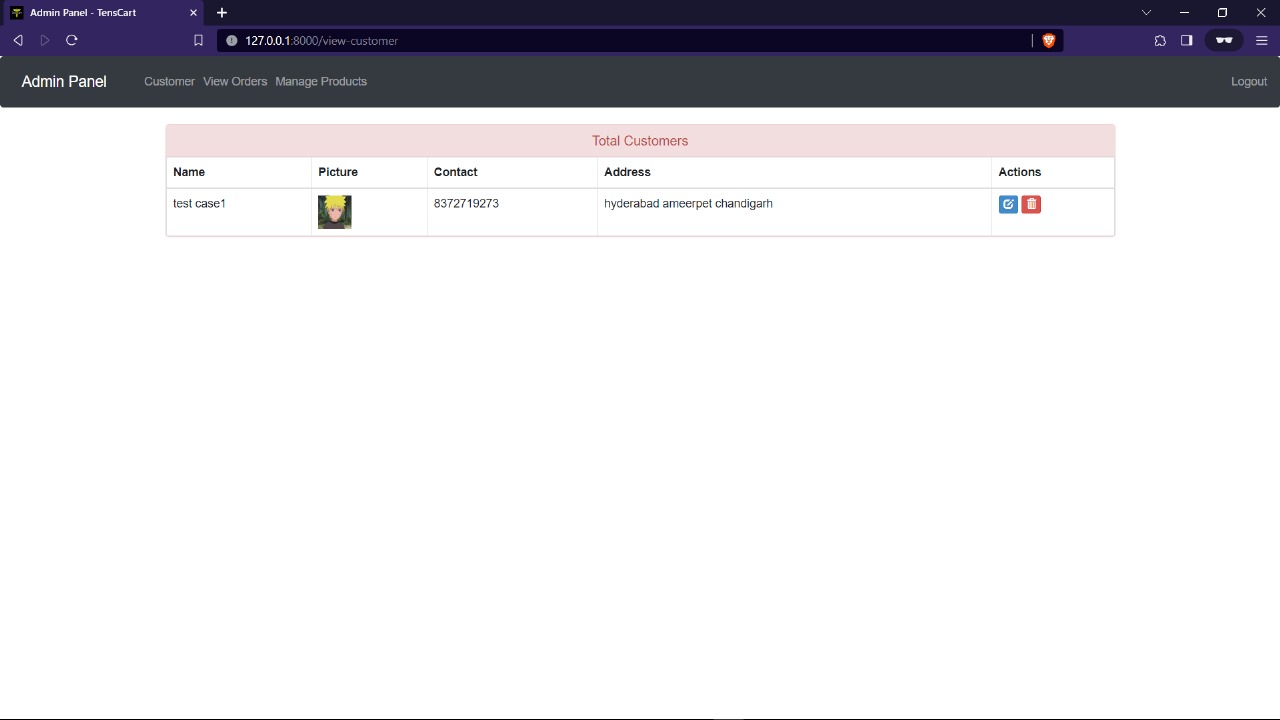 Admin Panel - TensCart
127.0.0.1:8000/view-customer
Admin Panel Customer View Orders Manage Products Logout
Total Customers
Name Picture Contact Address Actions
test case1 8372719273 hyderabad ameerpet chandigarh